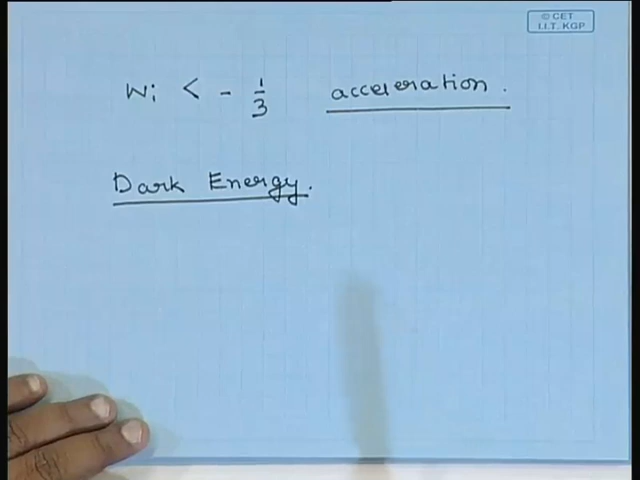 © CET
I.I.T. KGP
Wi < - 1/3 acceleration.
Dark Energy.